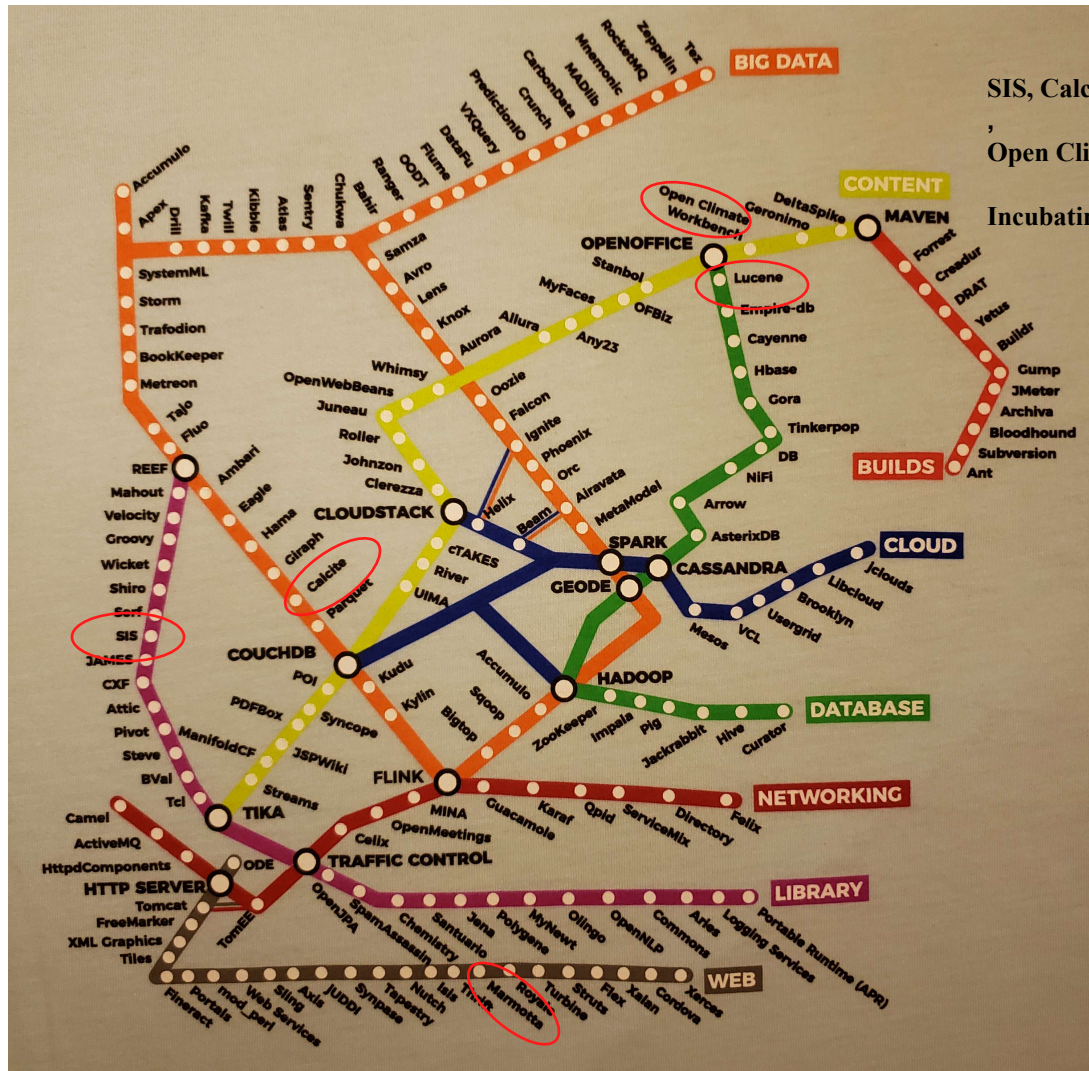 BIG DATA
Tez
Zeppelin
RocketMQ
Mnemonic
MADlib
CarbonData
Crunch
PredictionIO
VXQuery
DataFu
Flume
OODT
Ranger
Bahir
Chukwa
Sentry
Atlas
Kibble
Twill
Kafka
Drill
Apex
Accumulo
SIS, Calc
,
Open Cli
Incubatin
CONTENT
MAVEN
DeltaSpike
Geronimo
Open Climate
Workbench
OPENOFFICE
Stanbol
OFBiz
MyFaces
Any23
Allura
Whimsy
OpenWebBeans
Juneau
Roller
Johnzon
Clerezza
CLOUDSTACK
cTAKES
River
UIMA
COUCHDB
POI
Syncope
PDFBox
JSPWiki
ManifoldCF
Streams
TIKA
SystemML
Storm
Trafodion
BookKeeper
Metreon
Tajo
Fluo
REEF
Ambari
Eagle
Hama
Giraph
Calcite
Parquet
Kudu
Kylin
FLINK
Samza
Avro
Lens
Knox
Aurora
Oozie
Falcon
Ignite
Phoenix
Orc
Airavata
MetaModel
SPARK
GEODE
CASSANDRA
Helix
Beam
Lucene
Empire-db
Cayenne
Hbase
Gora
Tinkerpop
DB
NiFi
Arrow
AsterixDB
Forrest
Creadur
DRAT
Yetus
Buildr
Gump
JMeter
Archiva
Bloodhound
Subversion
Ant
BUILDS
CLOUD
jclouds
Libcloud
Brooklyn
Usergrid
VCL
Mesos
HADOOP
Accumulo
Sqoop
Bigtop
ZooKeeper
Impala
Pig
Jackrabbit
Hive
Curator
DATABASE
Mahout
Velocity
Groovy
Wicket
Shiro
Serf
SIS
JAMES
CXF
Attic
Pivot
Steve
BVal
Tcl
NETWORKING
Felix
Directory
ServiceMix
Qpid
Karaf
Guacamole
MINA
OpenMeetings
Celix
TRAFFIC CONTROL
Camel
ActiveMQ
HttpdComponents
ODE
HTTP SERVER
Tomcat
TomEE
FreeMarker
XML Graphics
Tiles
LIBRARY
OpenJPA
SpamAssassin
Chemistry
Santuario
Jena
Polygene
MyNewt
Olingo
OpenNLP
Commons
Aries
Logging Services
Portable Runtime (APR)
WEB
Fineract
Portals
mod_perl
Web Services
Sling
Axis
jUDDI
Synpase
Tapestry
Nutch
Isis
Thrift
Marmotta
Royale
Turbine
Struts
Flex
Xalan
Cordova
Xerces